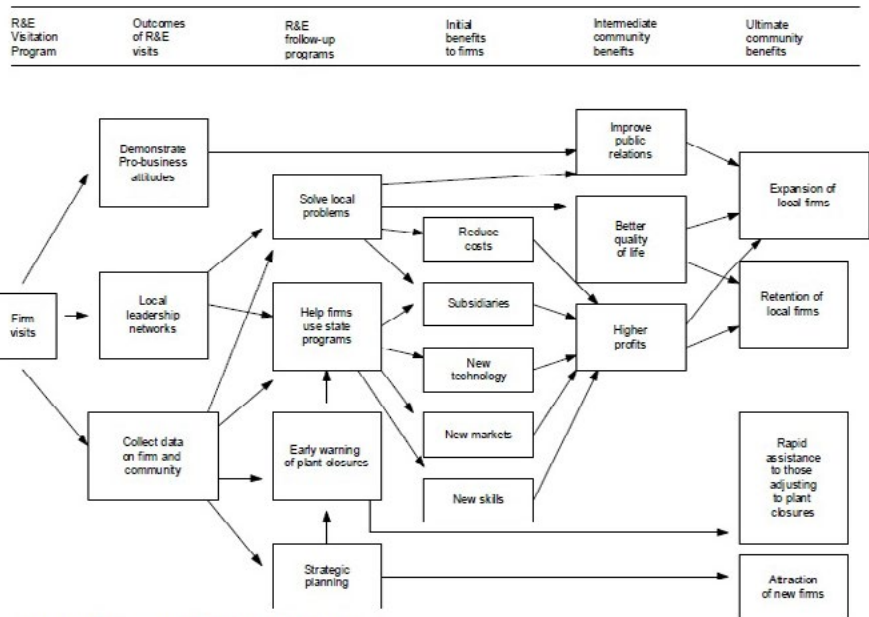 R&E
Visitation
Program
Outcomes
of R&E
visits
R&E
frollow-up
programs
Initial
benefits
to firms
Intermediate
community
benefits
Ultimate
community
benefits
Demonstrate
Pro-business
attitudes
Improve
public
relations
Expansion of
local firms
Solve local
problems
Reduce
costs
Better
quality
of life
Firm
visits
Local
leadership
networks
Help firms
use state
programs
Subsidiaries
Higher
profits
Retention of
local firms
New
technology
Collect data
on firm and
community
Early warning
of plant closures
New markets
New skills
Rapid
assistance
to those
adjusting
to plant
closures
Strategic
planning
Attraction
of new firms